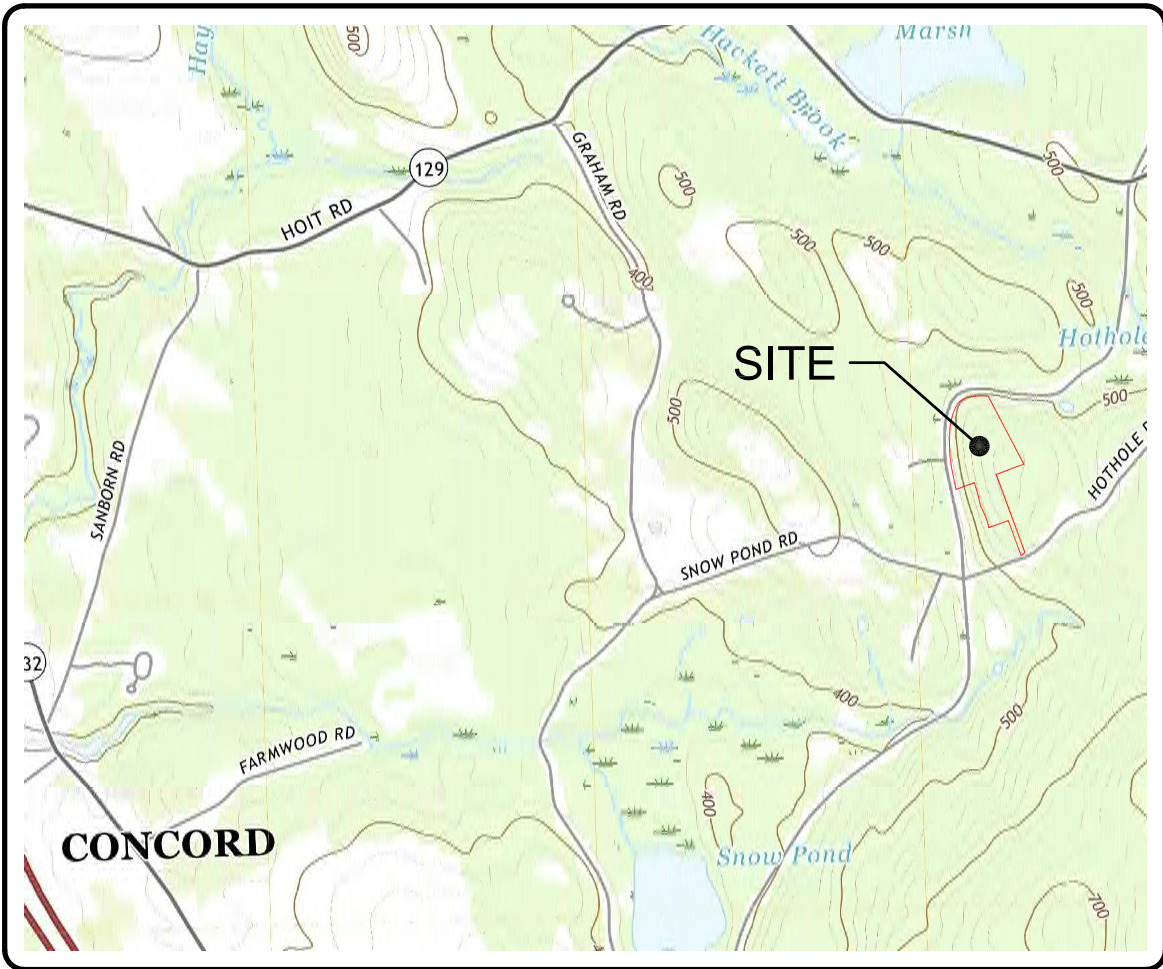 500
Hay
Hackett Brook
Marsh
GRAHAM RD
129
HOIT RD
500
500
500
500
400
500
Hothole
SITE
500
500
HOTHOLE
SANBORN RD
SNOW POND RD
32
400
500
FARMWOOD RD
400
CONCORD
Snow Pond
700